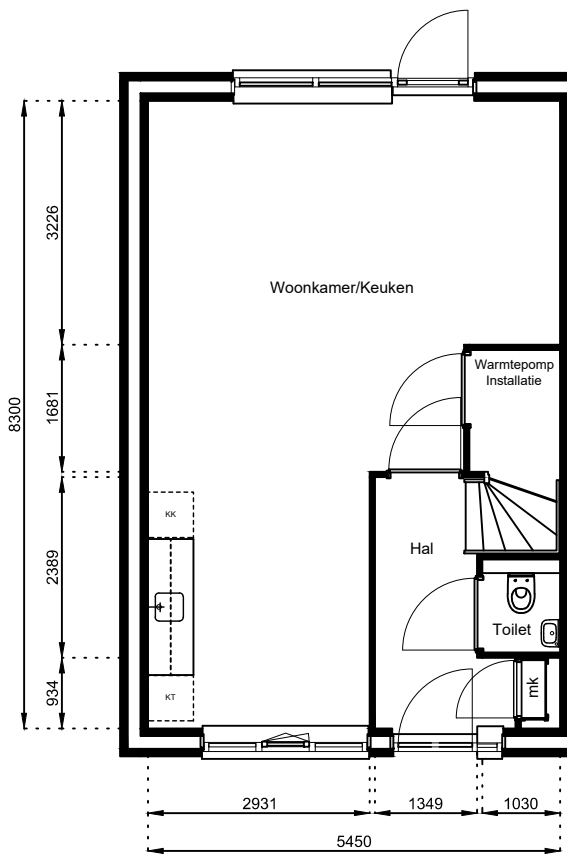 3226
Woonkamer/Keuken
Warmtepomp
Installatie
8300
1681
KK
Hal
2389
Toilet
KT
934
mk
2931
1349
1030
5450